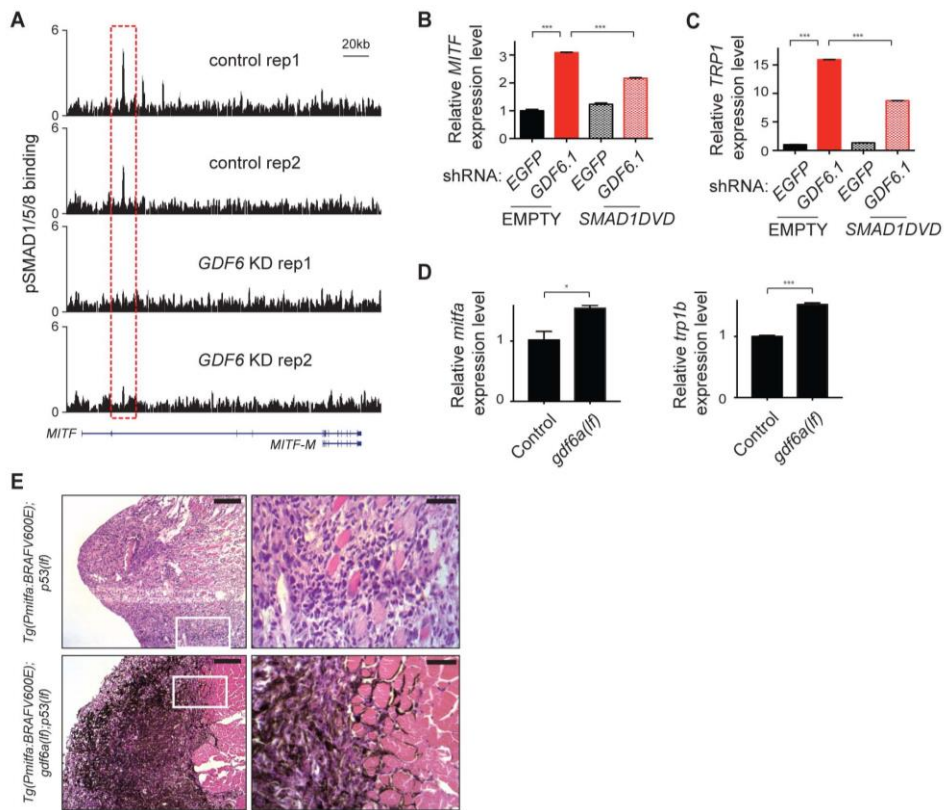 A
6
control rep1
20kb
0
6
control rep2
0
6
GDF6 KD rep1
0
6
GDF6 KD rep2
0
pSMAD1/5/8 binding
MITF
MITF-M
B
Relative MITF
expression level
***
***
3
2
1
0
shRNA:
EGFP
GDF6.1
EGFP
GDF6.1
EMPTY
SMAD1DVD
C
Relative TRP1
expression level
***
***
15
10
5
0
shRNA:
EGFP
GDF6.1
EGFP
GDF6.1
EMPTY
SMAD1DVD
D
Relative mitfa
expression level
*
1
0
Control
gdf6a(lf)
Relative trp1b
expression level
***
1
0
Control
gdf6a(lf)
E
Tg(Pmitfa:BRAFV600E);
p53(lf)
Tg(Pmitfa:BRAFV600E);
gdf6a(lf);p53(lf)